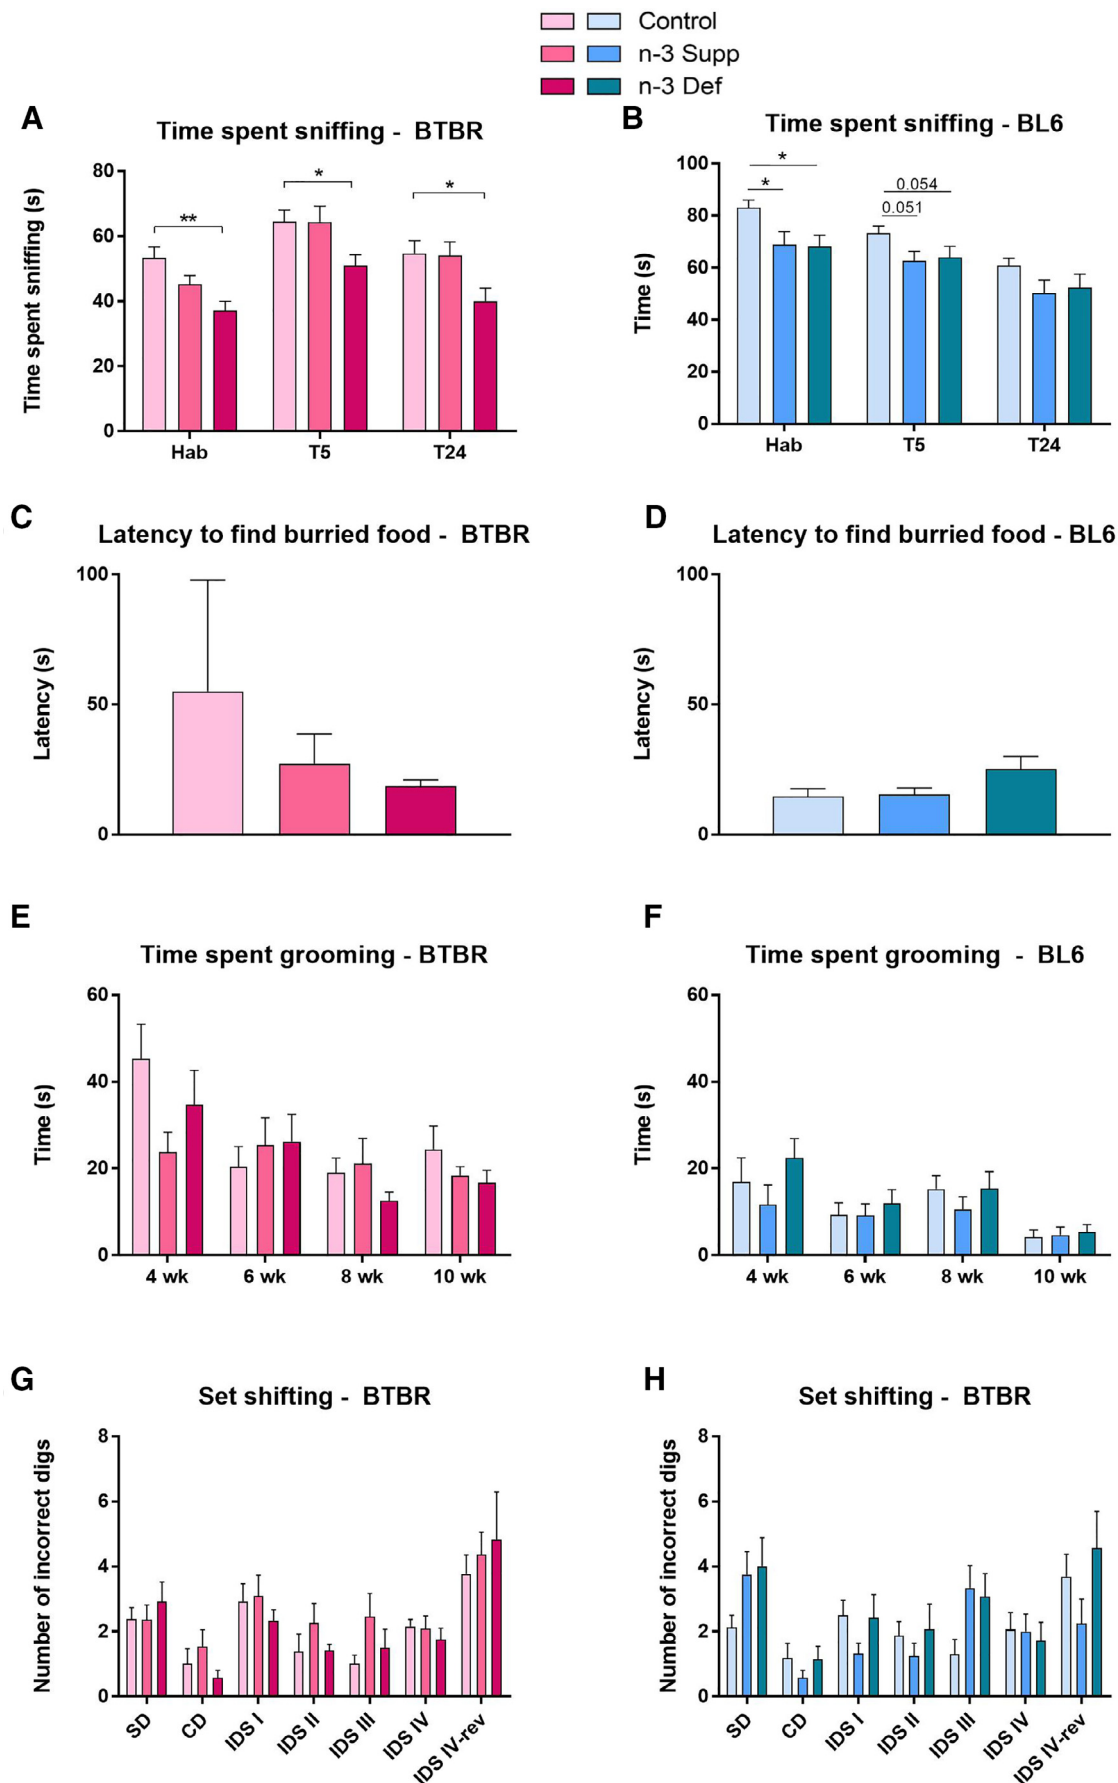 Control
n-3 Supp
n-3 Def
A
Time spent sniffing - BTBR
Time spent sniffing (s)
80
60
40
20
0
**
*
*
Hab T5 T24
B
Time spent sniffing - BL6
Time (s)
100
80
60
40
20
0
*
*
0.054
0.051
Hab T5 T24
C
Latency to find burried food - BTBR
Latency (s)
100
50
0
D
Latency to find burried food - BL6
Latency (s)
100
50
0
E
Time spent grooming - BTBR
Time (s)
60
40
20
0
4 wk 6 wk 8 wk 10 wk
F
Time spent grooming - BL6
Time (s)
60
40
20
0
4 wk 6 wk 8 wk 10 wk
G
Set shifting - BTBR
Number of incorrect digs
8
6
4
2
0
SD CD IDS I IDS II IDS III IDS IV IDS IV-rev
H
Set shifting - BTBR
Number of incorrect digs
8
6
4
2
0
SD CD IDS I IDS II IDS III IDS IV IDS IV-rev